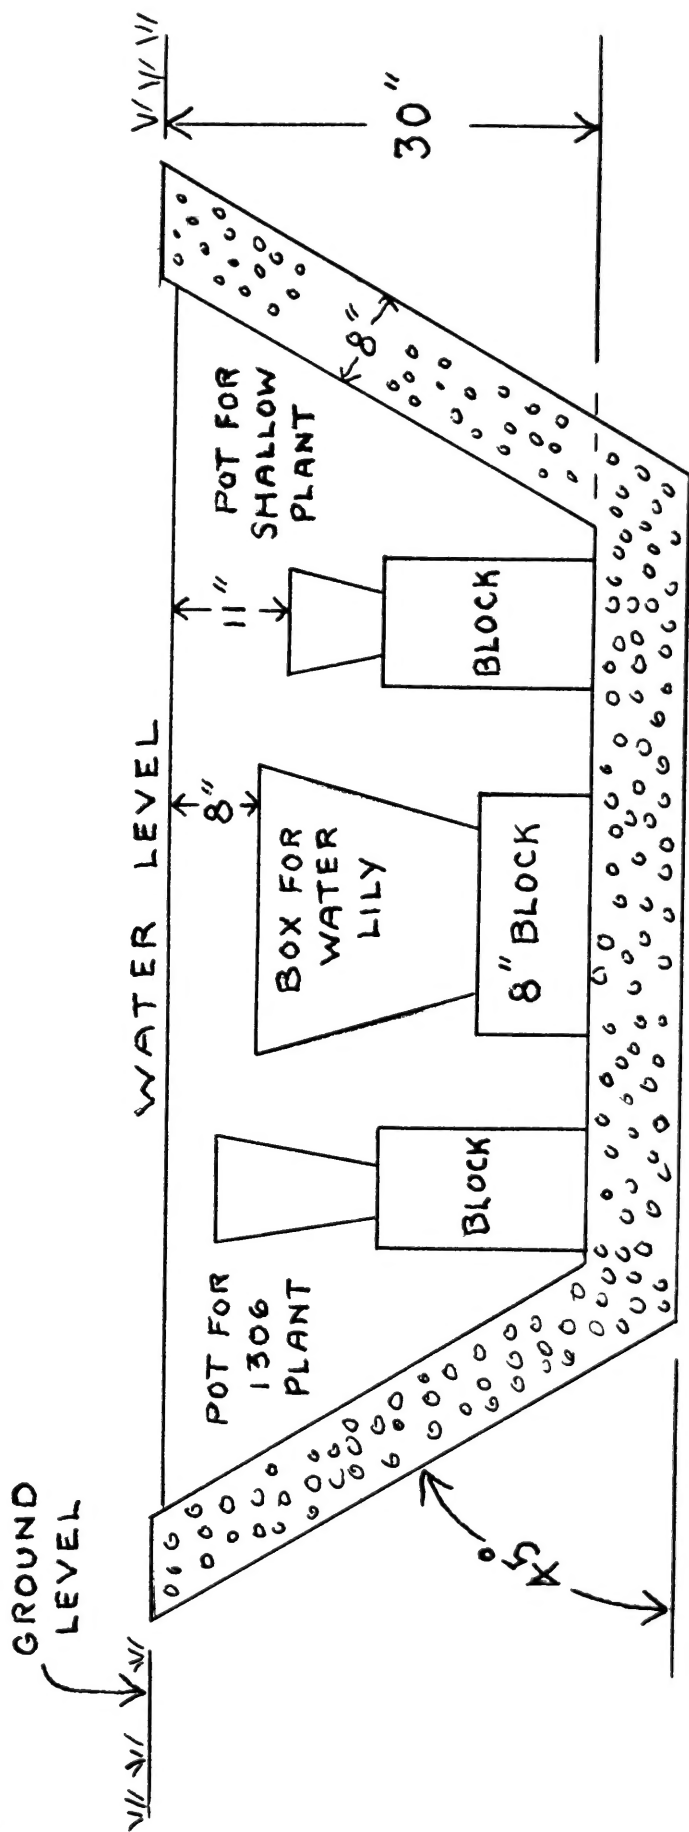 GROUND
LEVEL
WATER LEVEL
POT FOR
1306
PLANT
8"
BOX FOR
WATER
LILY
11"
POT FOR
SHALLOW
PLANT
8"
30"
BLOCK
8" BLOCK
BLOCK
45°